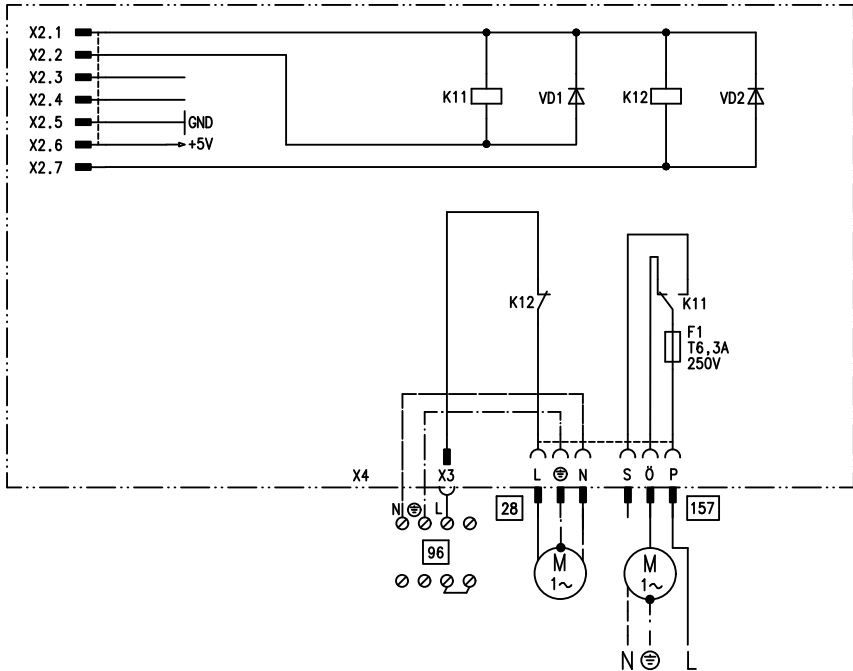 X2.1
X2.2
X2.3
X2.4
X2.5 GND
X2.6 +5V
X2.7
K11 VD1 K12 VD2
K12 K11
F1
T6,3A
250V
X4 X3 L N S Ö P
N L 28 157
96
M
1~
M
1~
N L